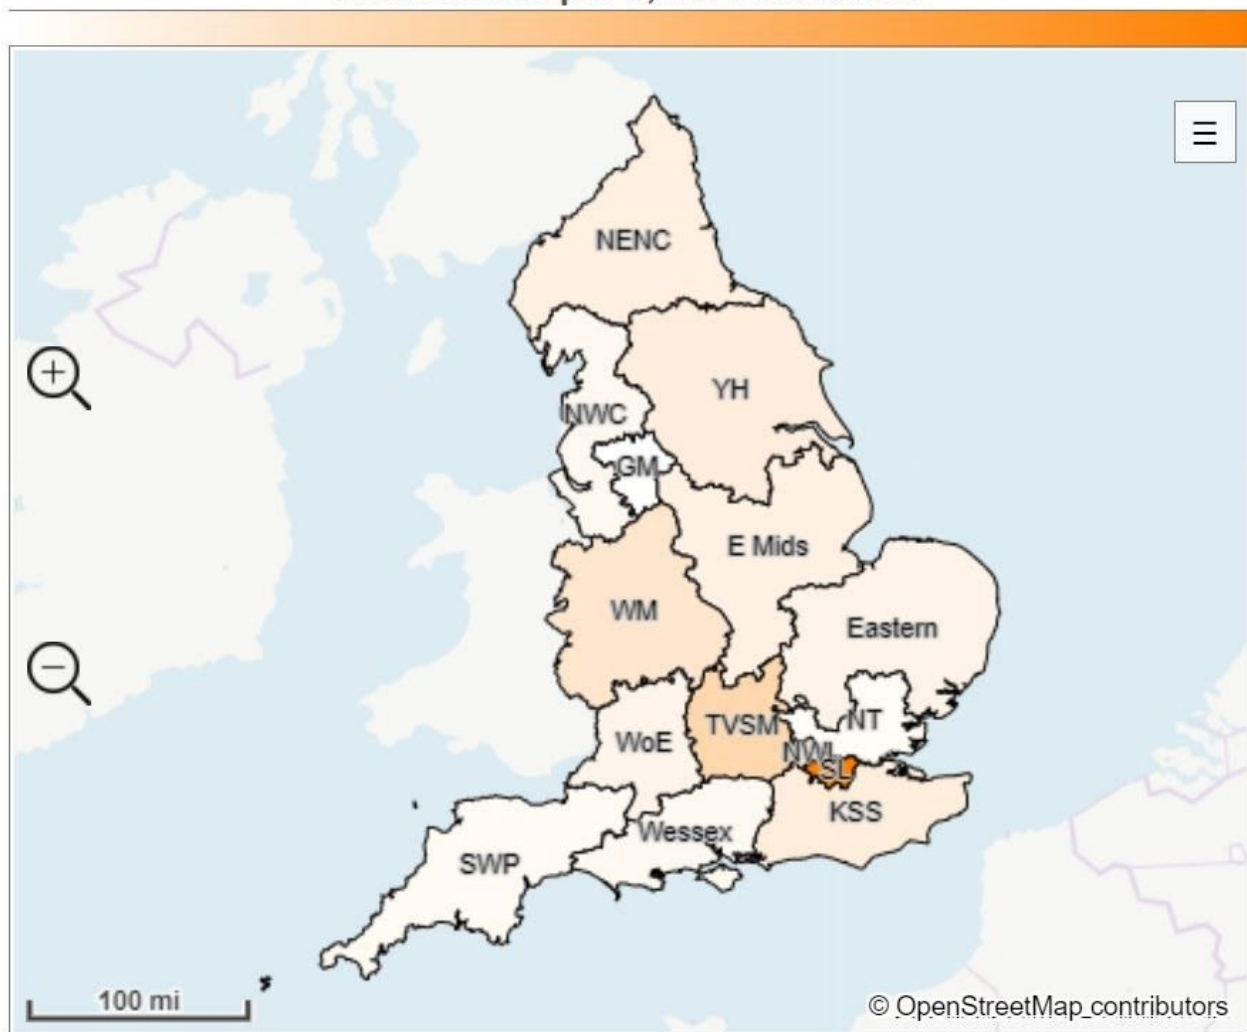 NENC
YH
NWC
GM
E Mids
WM
Eastern
TVSM
NT
WoE
NWL
SL
KSS
Wessex
SWP
100 mi
© OpenStreetMap contributors